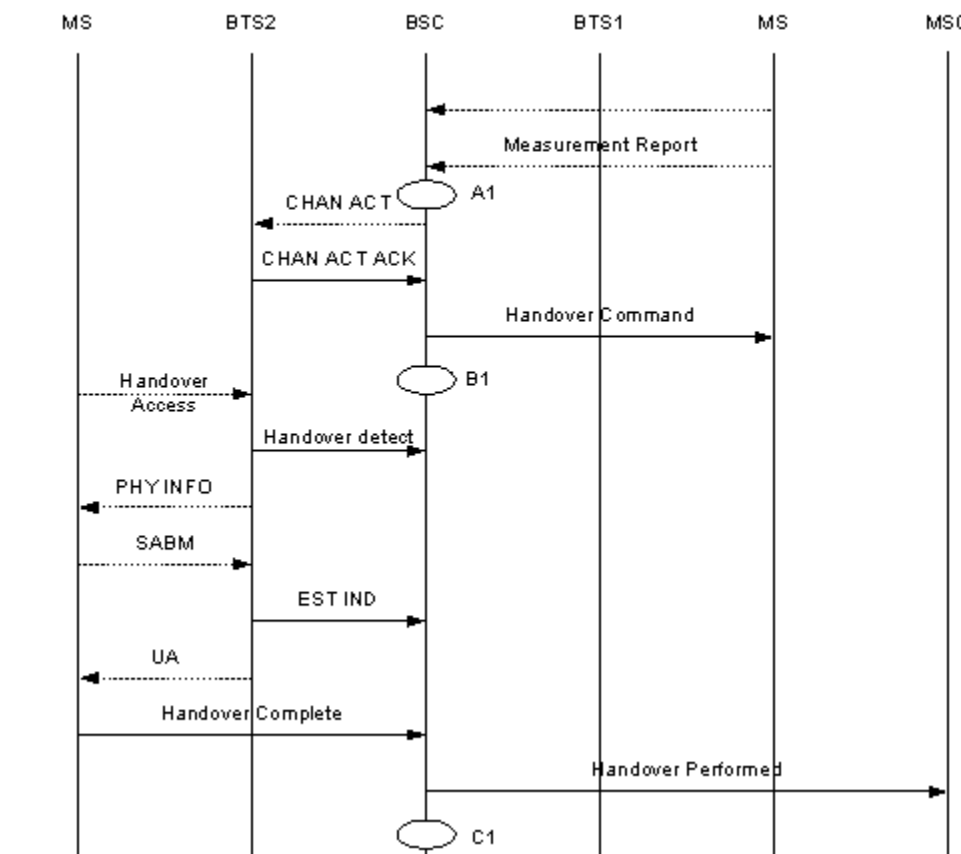 MS BTS2 BSC BTS1 MS MSC
Measurement Report
A1
CHAN ACT
CHAN ACT ACK
Handover Command
B1
Handover
Access
Handover detect
PHY INFO
SABM
EST IND
UA
Handover Complete
Handover Performed
C1